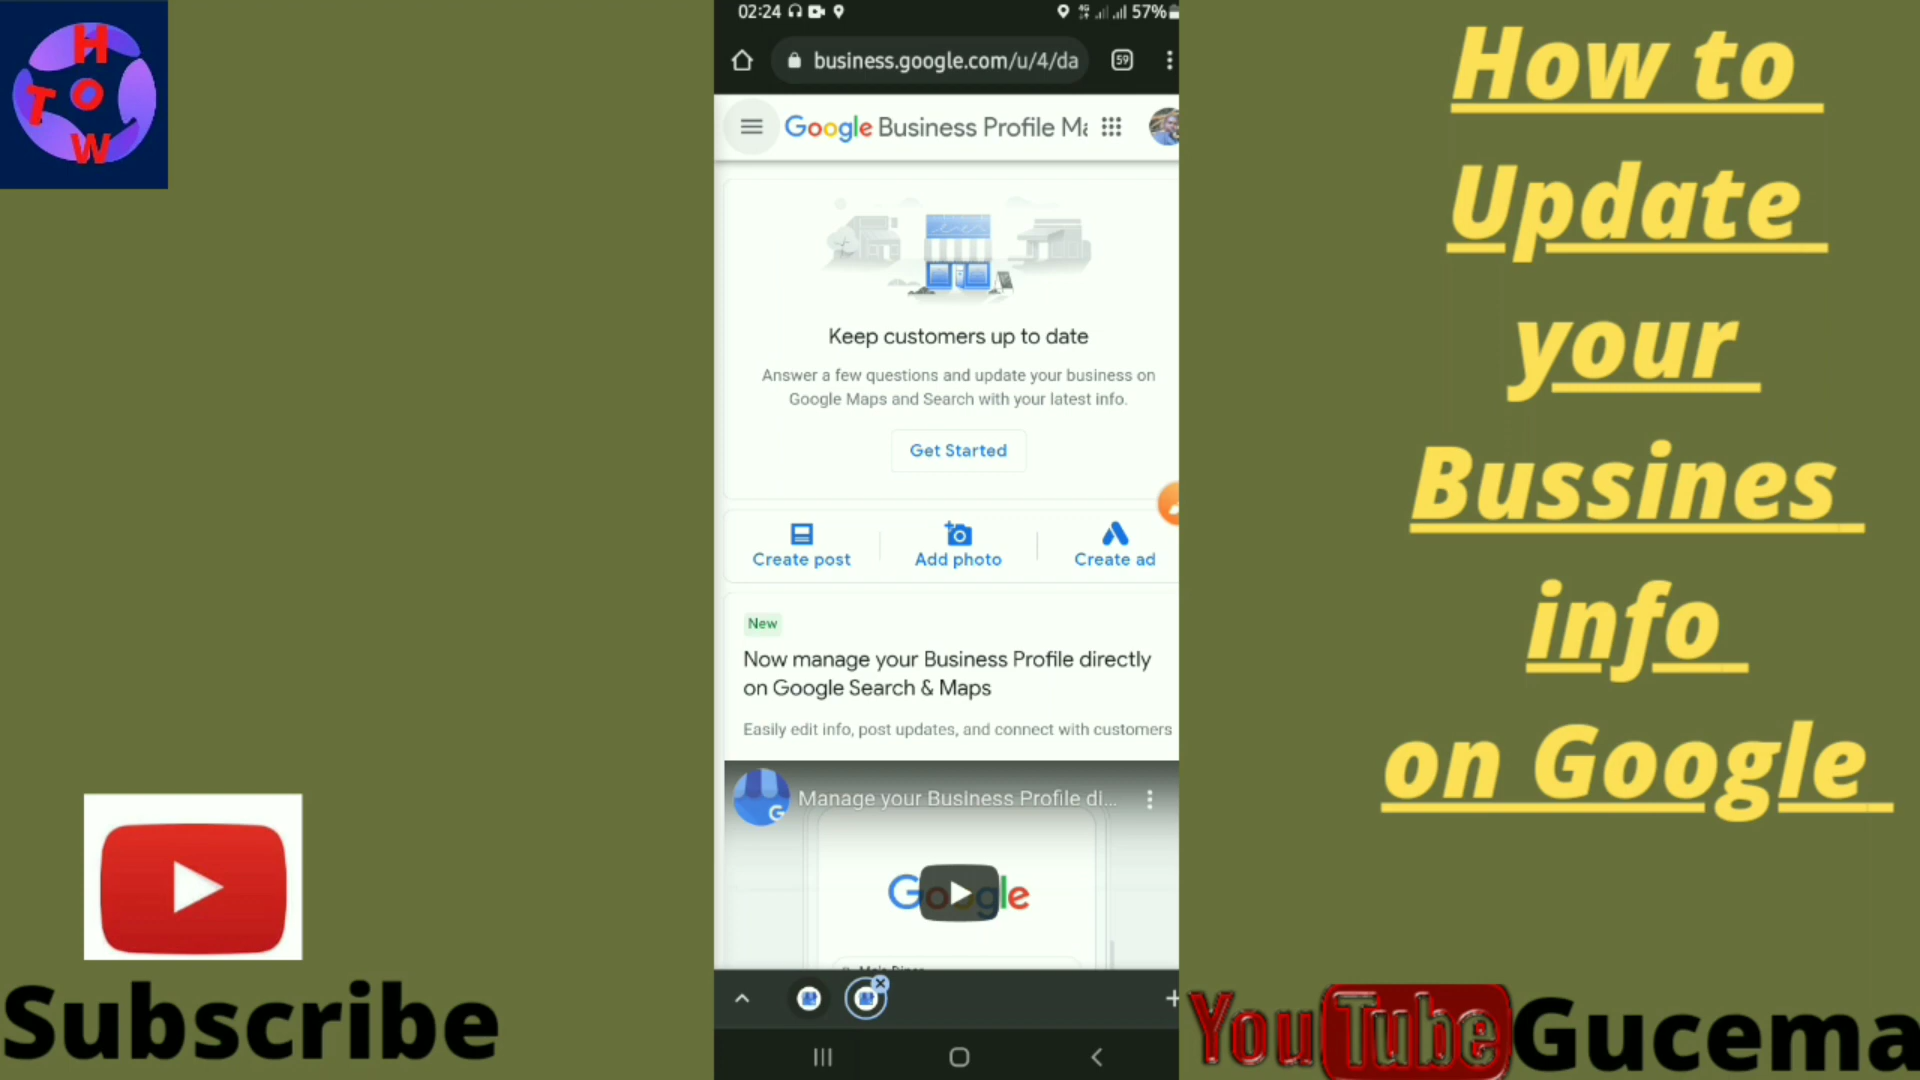 H
T O
W
02:24
4G
57%
business.google.com/u/4/da
59
Google Business Profile Ma
Keep customers up to date
Answer a few questions and update your business on
Google Maps and Search with your latest info.
Get Started
Create post
Add photo
Create ad
New
Now manage your Business Profile directly
on Google Search & Maps
Easily edit info, post updates, and connect with customers
G
Manage your Business Profile di...
Google
How to
Update
your
Bussines
info
on Google
Subscribe
YouTube Gucema